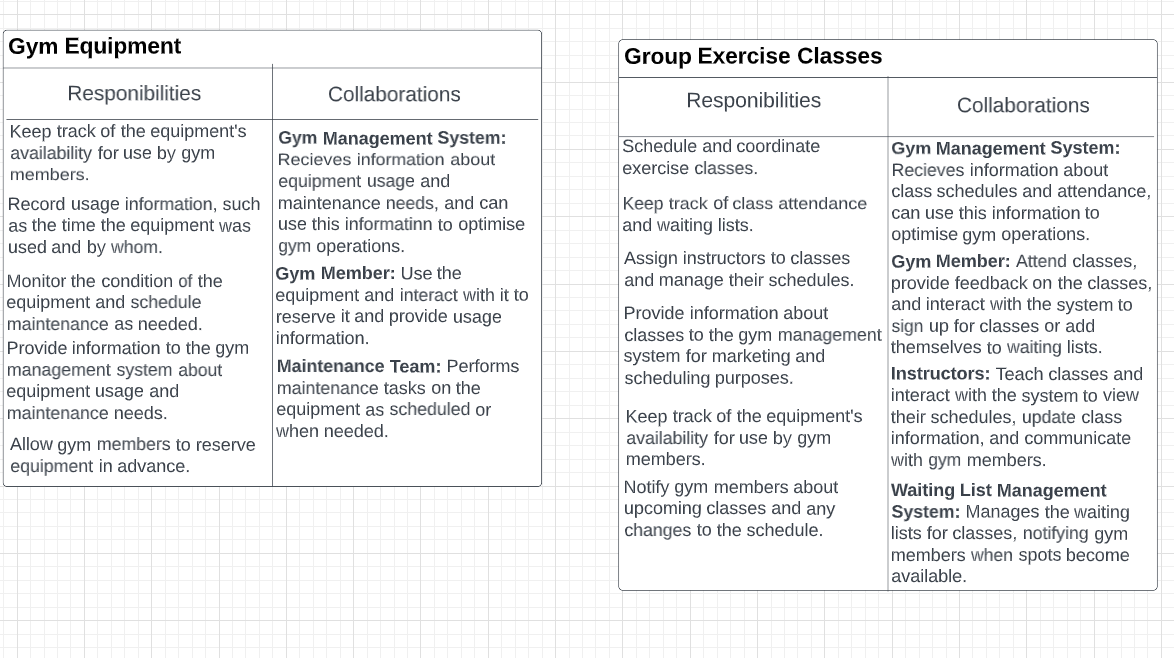 Gym Equipment
Responibilities
Keep track of the equipment's
availability for use by gym
members.
Record usage information, such
as the time the equipment was
used and by whom.
Monitor the condition of the
equipment and schedule
maintenance as needed.
Provide information to the gym
management system about
equipment usage and
maintenance needs.
Allow gym members to reserve
equipment in advance.
Collaborations
Gym Management System:
Recieves information about
equipment usage and
maintenance needs, and can
use this informatinn to optimise
gym operations.
Gym Member: Use the
equipment and interact with it to
reserve it and provide usage
information.
Maintenance Team: Performs
maintenance tasks on the
equipment as scheduled or
when needed.
Group Exercise Classes
Responibilities
Schedule and coordinate
exercise classes.
Keep track of class attendance
and waiting lists.
Assign instructors to classes
and manage their schedules.
Provide information about
classes to the gym management
system for marketing and
scheduling purposes.
Keep track of the equipment's
availability for use by gym
members.
Notify gym members about
upcoming classes and any
changes to the schedule.
Collaborations
Gym Management System:
Recieves information about
class schedules and attendance,
can use this information to
optimise gym operations.
Gym Member: Attend classes,
provide feedback on the classes,
and interact with the system to
sign up for classes or add
themselves to waiting lists.
Instructors: Teach classes and
interact with the system to view
their schedules, update class
information, and communicate
with gym members.
Waiting List Management
System: Manages the waiting
lists for classes, notifying gym
members when spots become
available.